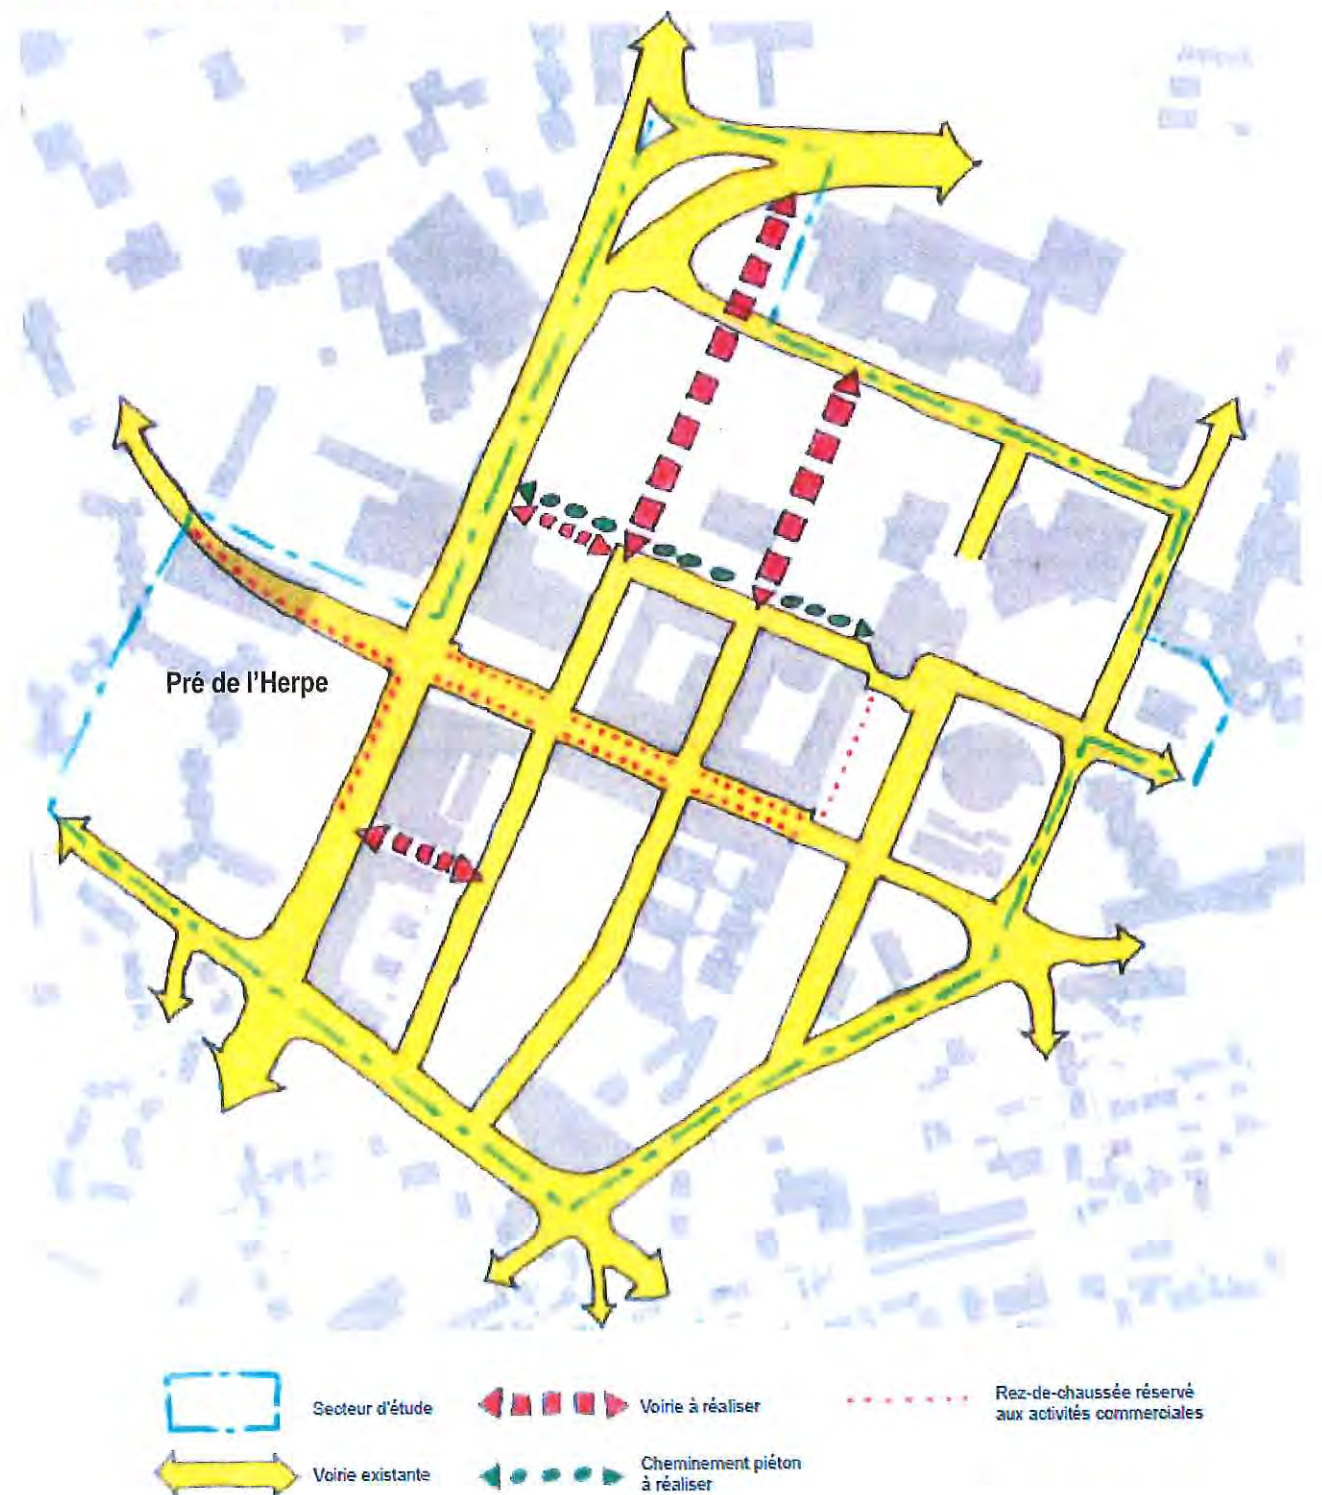 Pré de l'Herpe
Secteur d'étude
Voirie à réaliser
Rez-de-chaussée réservé
aux activités commerciales
Voirie existante
Cheminement piéton
à réaliser